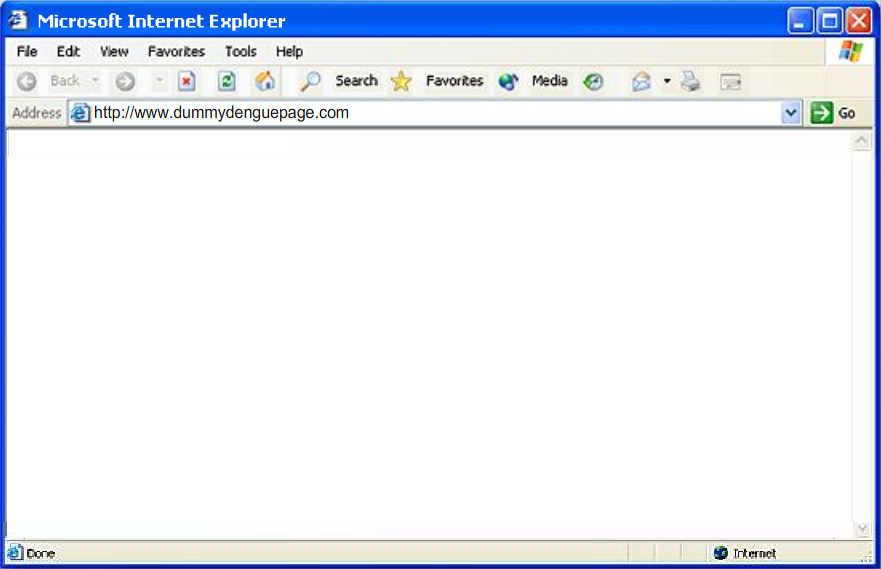 Microsoft Internet Explorer
File Edit View Favorites Tools Help
Back Search Favorites Media
Address http://www.dummydenguepage.com Go
Done Internet